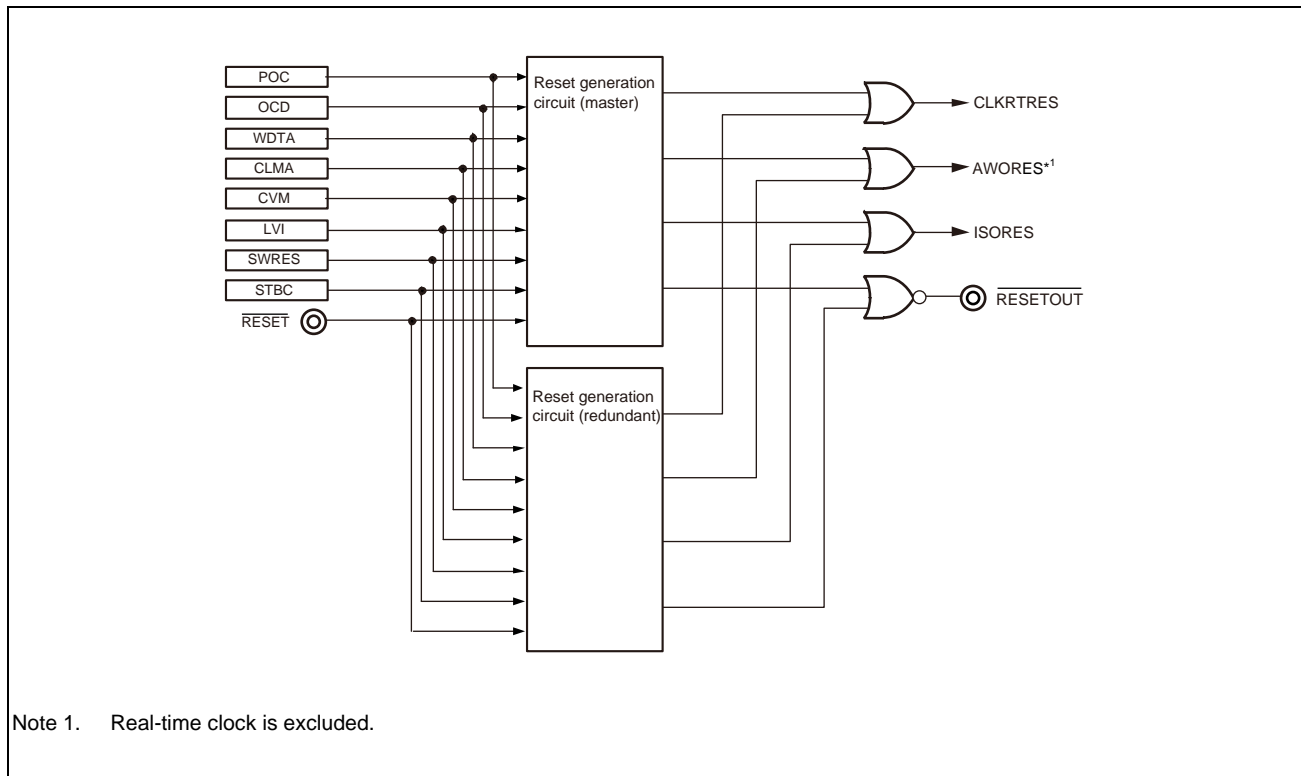 POC
OCD
WDTA
CLMA
CVM
LVI
SWRES
STBC
RESET
Reset generation
circuit (master)
Reset generation
circuit (redundant)
CLKRTRES
AWORES*1
ISORES
RESETOUT
Note 1. Real-time clock is excluded.